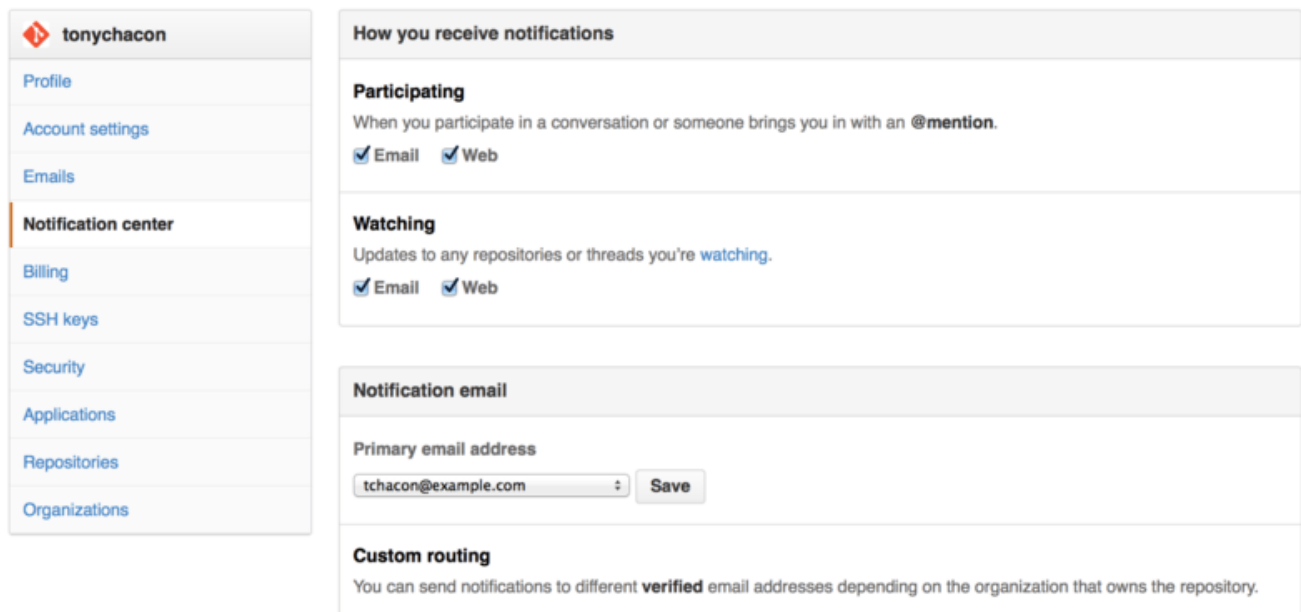 tonychacon
Profile
Account settings
Emails
Notification center
Billing
SSH keys
Security
Applications
Repositories
Organizations
How you receive notifications
Participating
When you participate in a conversation or someone brings you in with an @mention.
Email Web
Watching
Updates to any repositories or threads you're watching.
Email Web
Notification email
Primary email address
tchacon@example.com Save
Custom routing
You can send notifications to different verified email addresses depending on the organization that owns the repository.